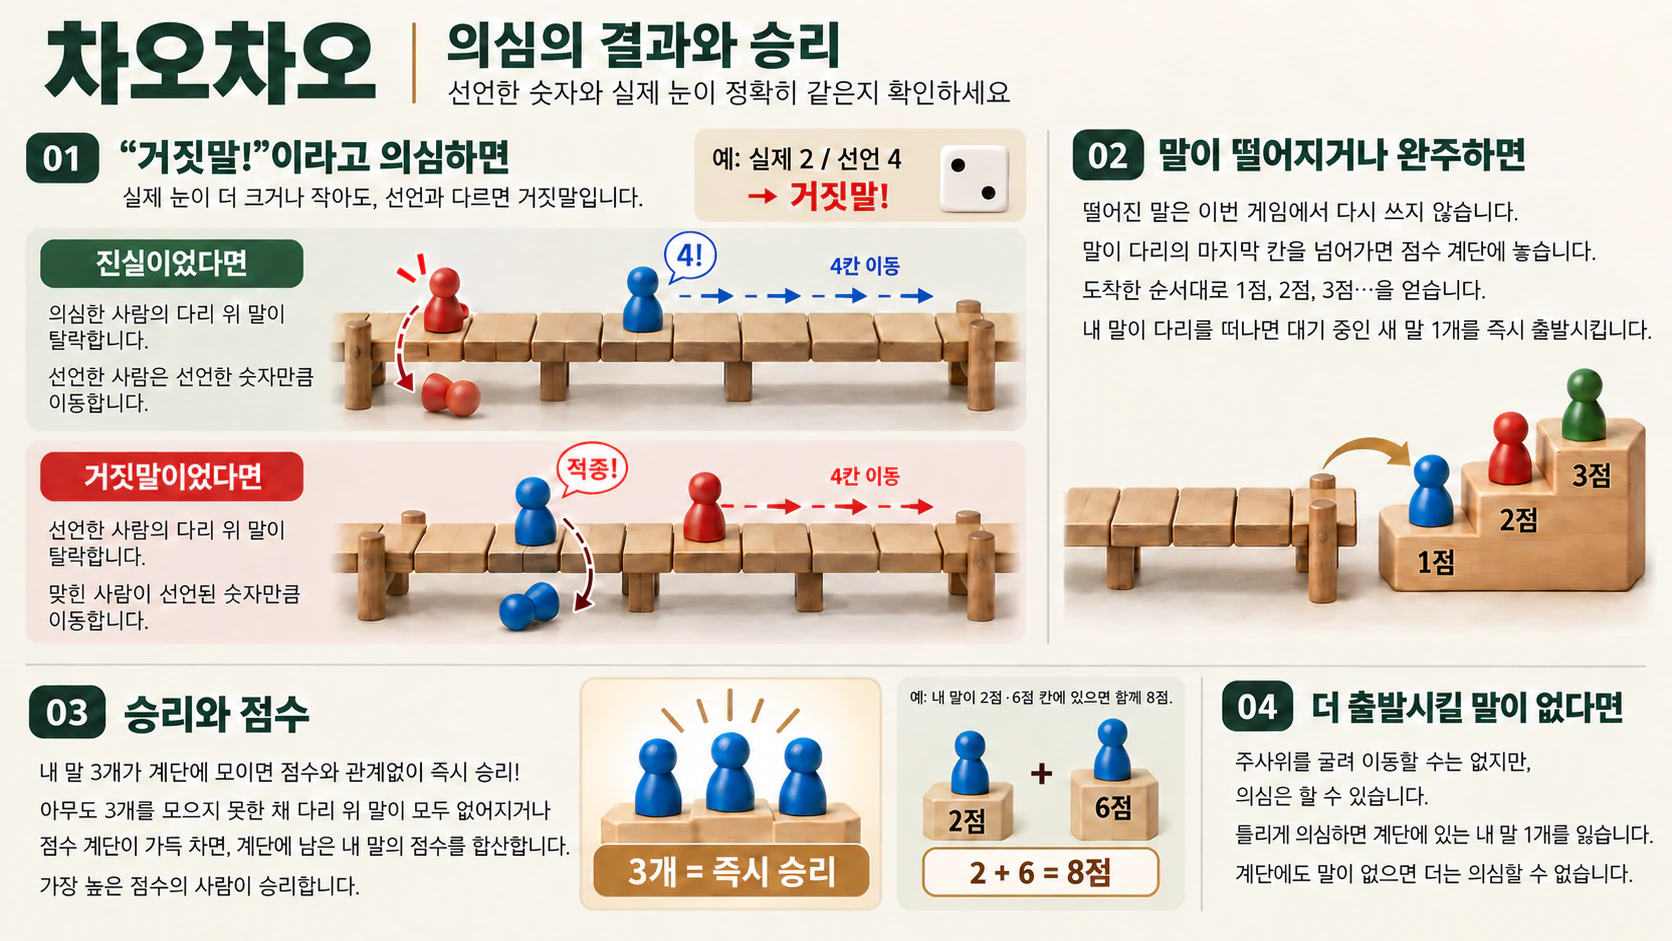 차오차오
의심의 결과와 승리
선언한 숫자와 실제 눈이 정확히 같은지 확인하세요
01
“거짓말!”이라고 의심하면
실제 눈이 더 크거나 작아도, 선언과 다르면 거짓말입니다.
예: 실제 2 / 선언 4
→ 거짓말!
진실이었다면
의심한 사람의 다리 위 말이
탈락합니다.
선언한 사람은 선언한 숫자만큼
이동합니다.
4!
4칸 이동
거짓말이었다면
선언한 사람의 다리 위 말이
탈락합니다.
맞힌 사람이 선언된 숫자만큼
이동합니다.
적종!
4칸 이동
02
말이 떨어지거나 완주하면
떨어진 말은 이번 게임에서 다시 쓰지 않습니다.
말이 다리의 마지막 칸을 넘어가면 점수 계단에 놓습니다.
도착한 순서대로 1점, 2점, 3점…을 얻습니다.
내 말이 다리를 떠나면 대기 중인 새 말 1개를 즉시 출발시킵니다.
1점
2점
3점
03
승리와 점수
내 말 3개가 계단에 모이면 점수와 관계없이 즉시 승리!
아무도 3개를 모으지 못한 채 다리 위 말이 모두 없어지거나
점수 계단이 가득 차면, 계단에 남은 내 말의 점수를 합산합니다.
가장 높은 점수의 사람이 승리합니다.
3개 = 즉시 승리
예: 내 말이 2점·6점 칸에 있으면 함께 8점.
2점
+
6점
2 + 6 = 8점
04
더 출발시킬 말이 없다면
주사위를 굴려 이동할 수는 없지만,
의심은 할 수 있습니다.
틀리게 의심하면 계단에 있는 내 말 1개를 잃습니다.
계단에도 말이 없으면 더는 의심할 수 없습니다.